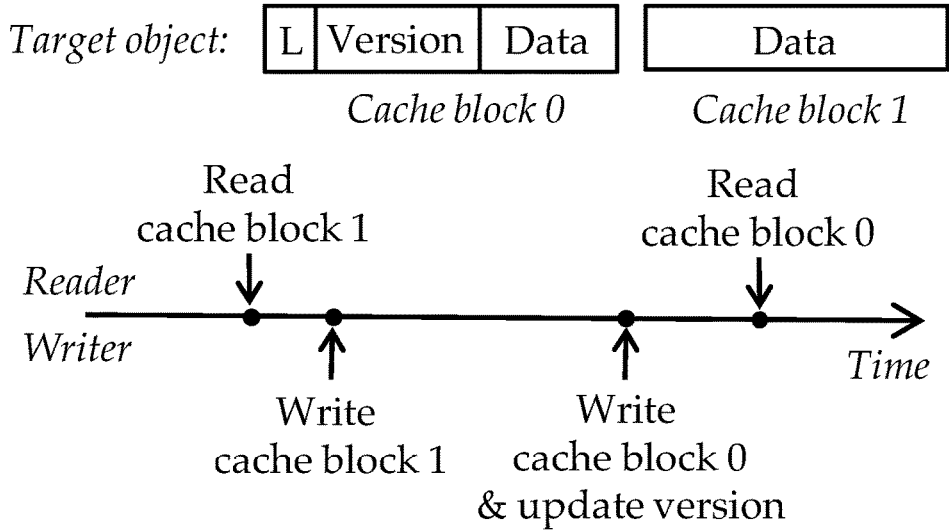 Target object: L Version Data Data
Cache block 0 Cache block 1
Read
cache block 1
Read
cache block 0
Reader
Writer
Time
Write
cache block 1
Write
cache block 0
& update version